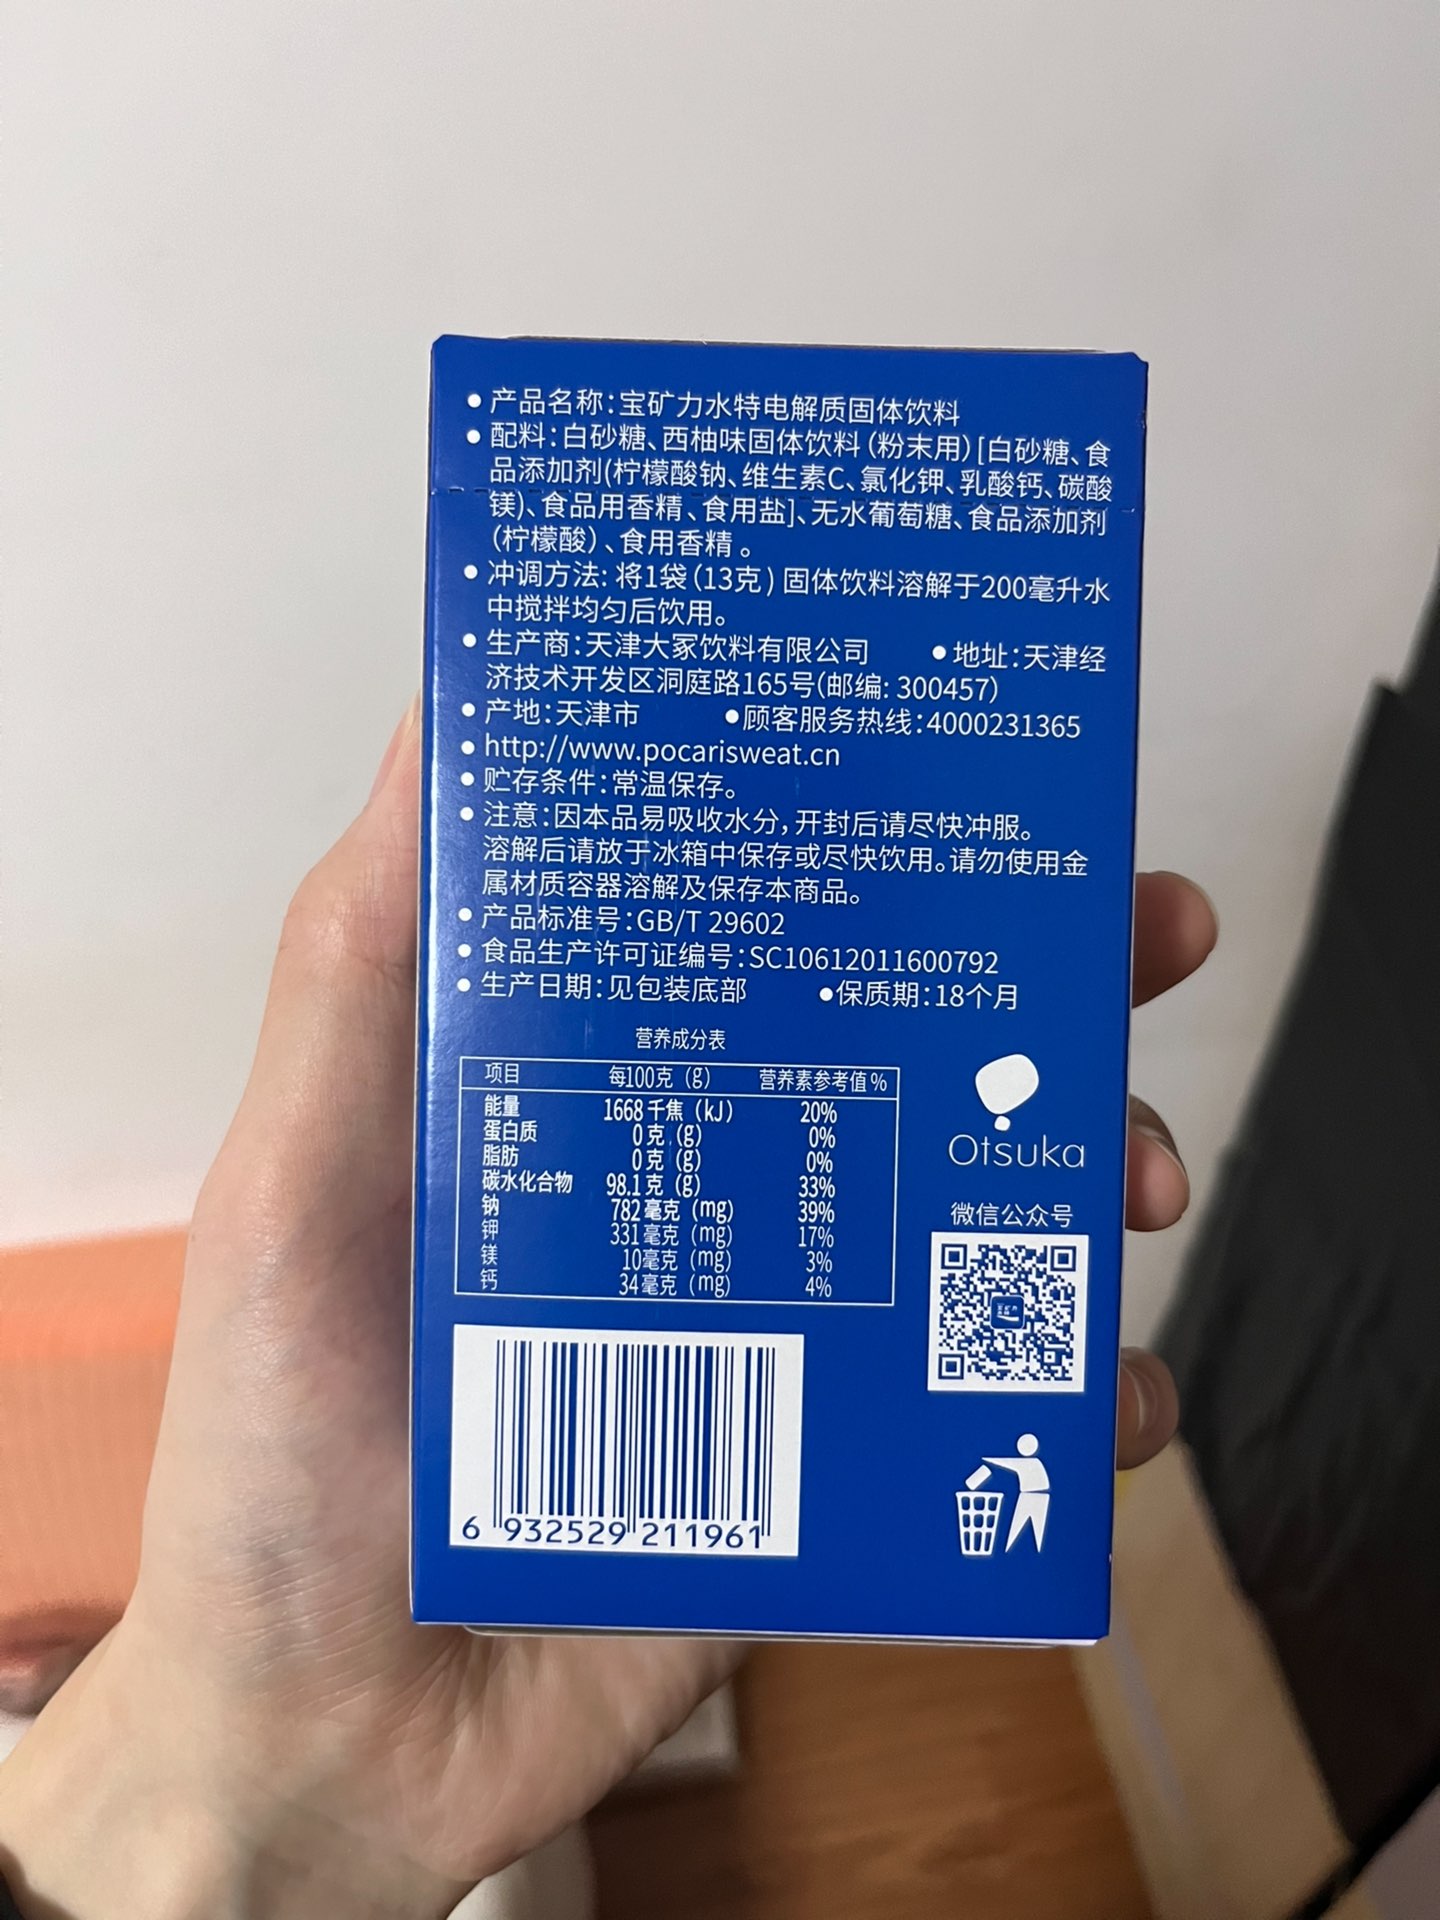 ●产品名称：宝矿力水特电解质固体饮料
●配料：白砂糖、西柚味固体饮料（粉末用）[白砂糖、食
品添加剂(柠檬酸钠、维生素C、氯化钾、乳酸钙、碳酸
镁)、食品用香精、食用盐]、无水葡萄糖、食品添加剂
（柠檬酸）、食用香精。
●冲调方法: 将1袋（13克）固体饮料溶解于200毫升水
中搅拌均匀后饮用。
●生产商：天津大冢饮料有限公司 ●地址：天津经
济技术开发区洞庭路165号(邮编: 300457)
●产地：天津市 ●顾客服务热线：4000231365
●http://www.pocarisweat.cn
●贮存条件：常温保存。
●注意：因本品易吸收水分，开封后请尽快冲服。
溶解后请放于冰箱中保存或尽快饮用。请勿使用金
属材质容器溶解及保存本商品。
●产品标准号：GB/T 29602
●食品生产许可证编号：SC10612011600792
●生产日期：见包装底部 ●保质期：18个月
营养成分表
项目 每100克（g） 营养素参考值%
能量 1668千焦（kJ） 20%
蛋白质 0克（g） 0%
脂肪 0克（g） 0%
碳水化合物 98.1克（g） 33%
钠 782毫克（mg） 39%
钾 331毫克（mg） 17%
镁 10毫克（mg） 3%
钙 34毫克（mg） 4%
Otsuka
微信公众号
6 932529 211961